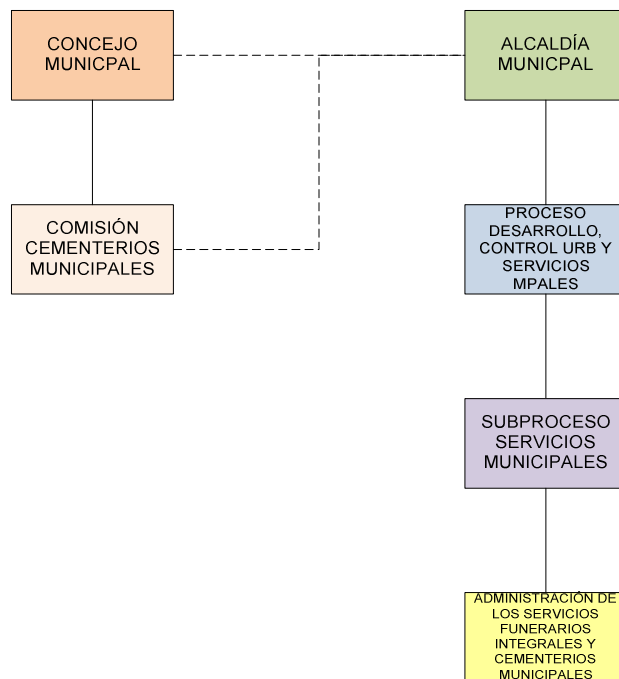 CONCEJO
MUNICPAL
ALCALDÍA
MUNICPAL
COMISIÓN
CEMENTERIOS
MUNICIPALES
PROCESO
DESARROLLO,
CONTROL URB Y
SERVICIOS
MPALES
SUBPROCESO
SERVICIOS
MUNICIPALES
ADMINISTRACIÓN DE
LOS SERVICIOS
FUNERARIOS
INTEGRALES Y
CEMENTERIOS
MUNICIPALES